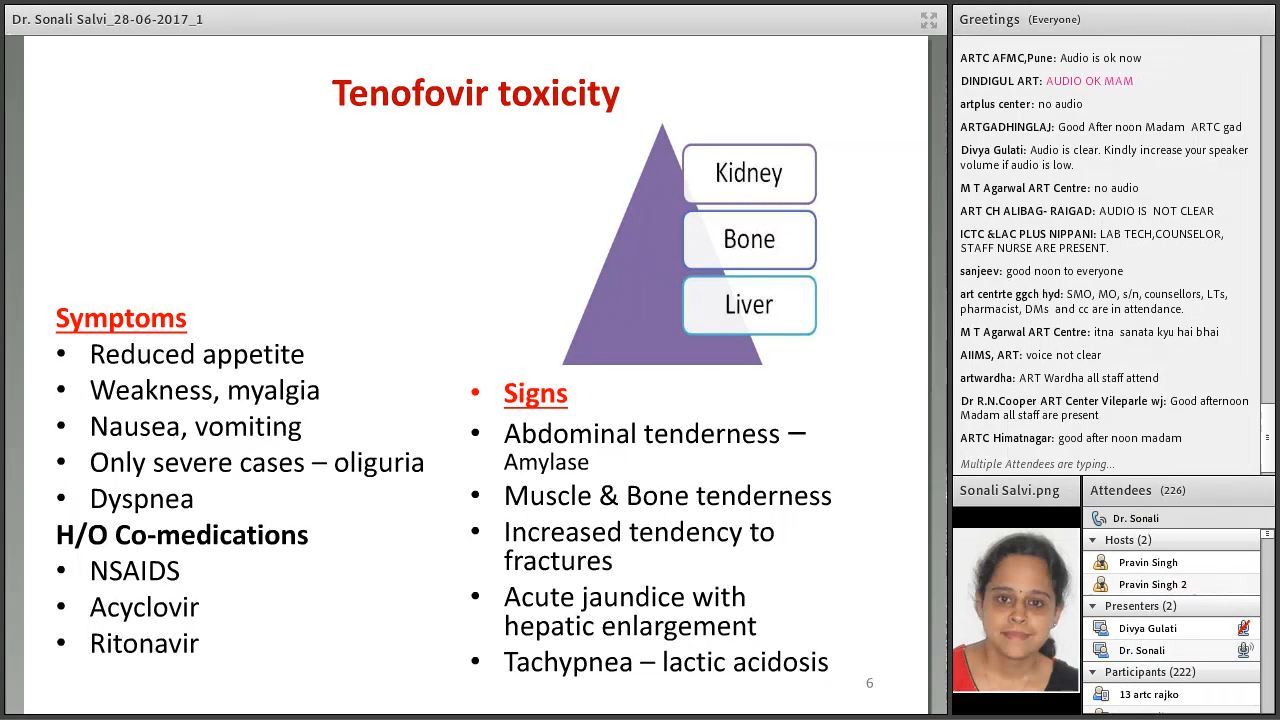 Dr. Sonali Salvi_28-06-2017_1
Tenofovir toxicity
Kidney
Bone
Liver
Symptoms
• Reduced appetite
• Weakness, myalgia
• Nausea, vomiting
• Only severe cases – oliguria
• Dyspnea
H/O Co-medications
• NSAIDS
• Acyclovir
• Ritonavir
• Signs
• Abdominal tenderness –
Amylase
• Muscle & Bone tenderness
• Increased tendency to
fractures
• Acute jaundice with
hepatic enlargement
• Tachypnea – lactic acidosis
6
Greetings (Everyone)
ARTC AFMC,Pune: Audio is ok now
DINDIGUL ART: AUDIO OK MAM
artplus center: no audio
ARTGADHINGLAJ: Good After noon Madam ARTC gad
Divya Gulati: Audio is clear. Kindly increase your speaker
volume if audio is low.
M T Agarwal ART Centre: no audio
ART CH ALIBAG- RAIGAD: AUDIO IS NOT CLEAR
ICTC &LAC PLUS NIPPANI: LAB TECH,COUNSELOR,
STAFF NURSE ARE PRESENT.
sanjeev: good noon to everyone
art centrte ggch hyd: SMO, MO, s/n, counsellors, LTs,
pharmacist, DMs and cc are in attendance.
M T Agarwal ART Centre: itna sanata kyu hai bhai
AIIMS, ART: voice not clear
artwardha: ART Wardha all staff attend
Dr R.N.Cooper ART Center Vileparle wj: Good afternoon
Madam all staff are present
ARTC Himatnagar: good after noon madam
Multiple Attendees are typing...
Sonali Salvi.png
Attendees (226)
Dr. Sonali
Hosts (2)
Pravin Singh
Pravin Singh 2
Presenters (2)
Divya Gulati
Dr. Sonali
Participants (222)
13 artc rajko